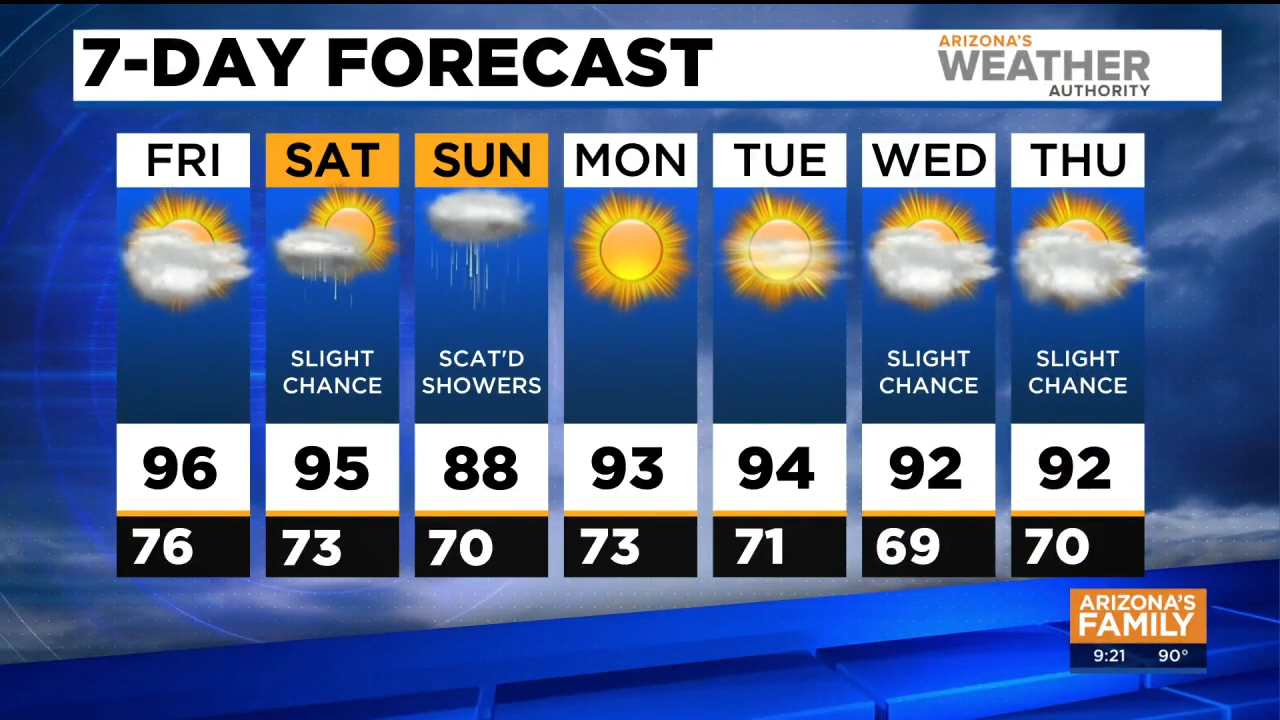 7-DAY FORECAST
ARIZONA'S
WEATHER
AUTHORITY
FRI SAT SUN MON TUE WED THU
SLIGHT CHANCE
SCAT'D SHOWERS
SLIGHT CHANCE
SLIGHT CHANCE
96 95 88 93 94 92 92
76 73 70 73 71 69 70
ARIZONA'S
FAMILY
9:21 90°